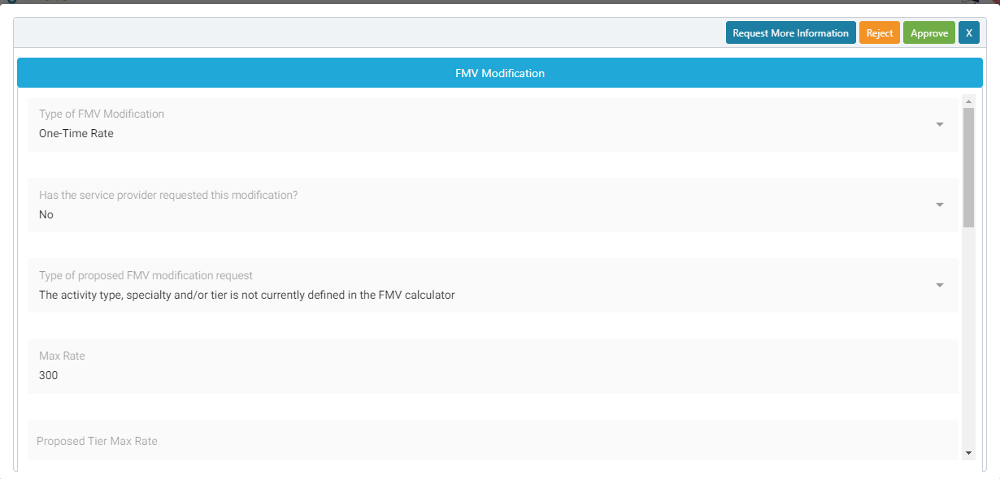 Request More Information
Reject
Approve
X
FMV Modification
Type of FMV Modification
One-Time Rate
Has the service provider requested this modification?
No
Type of proposed FMV modification request
The activity type, specialty and/or tier is not currently defined in the FMV calculator
Max Rate
300
Proposed Tier Max Rate